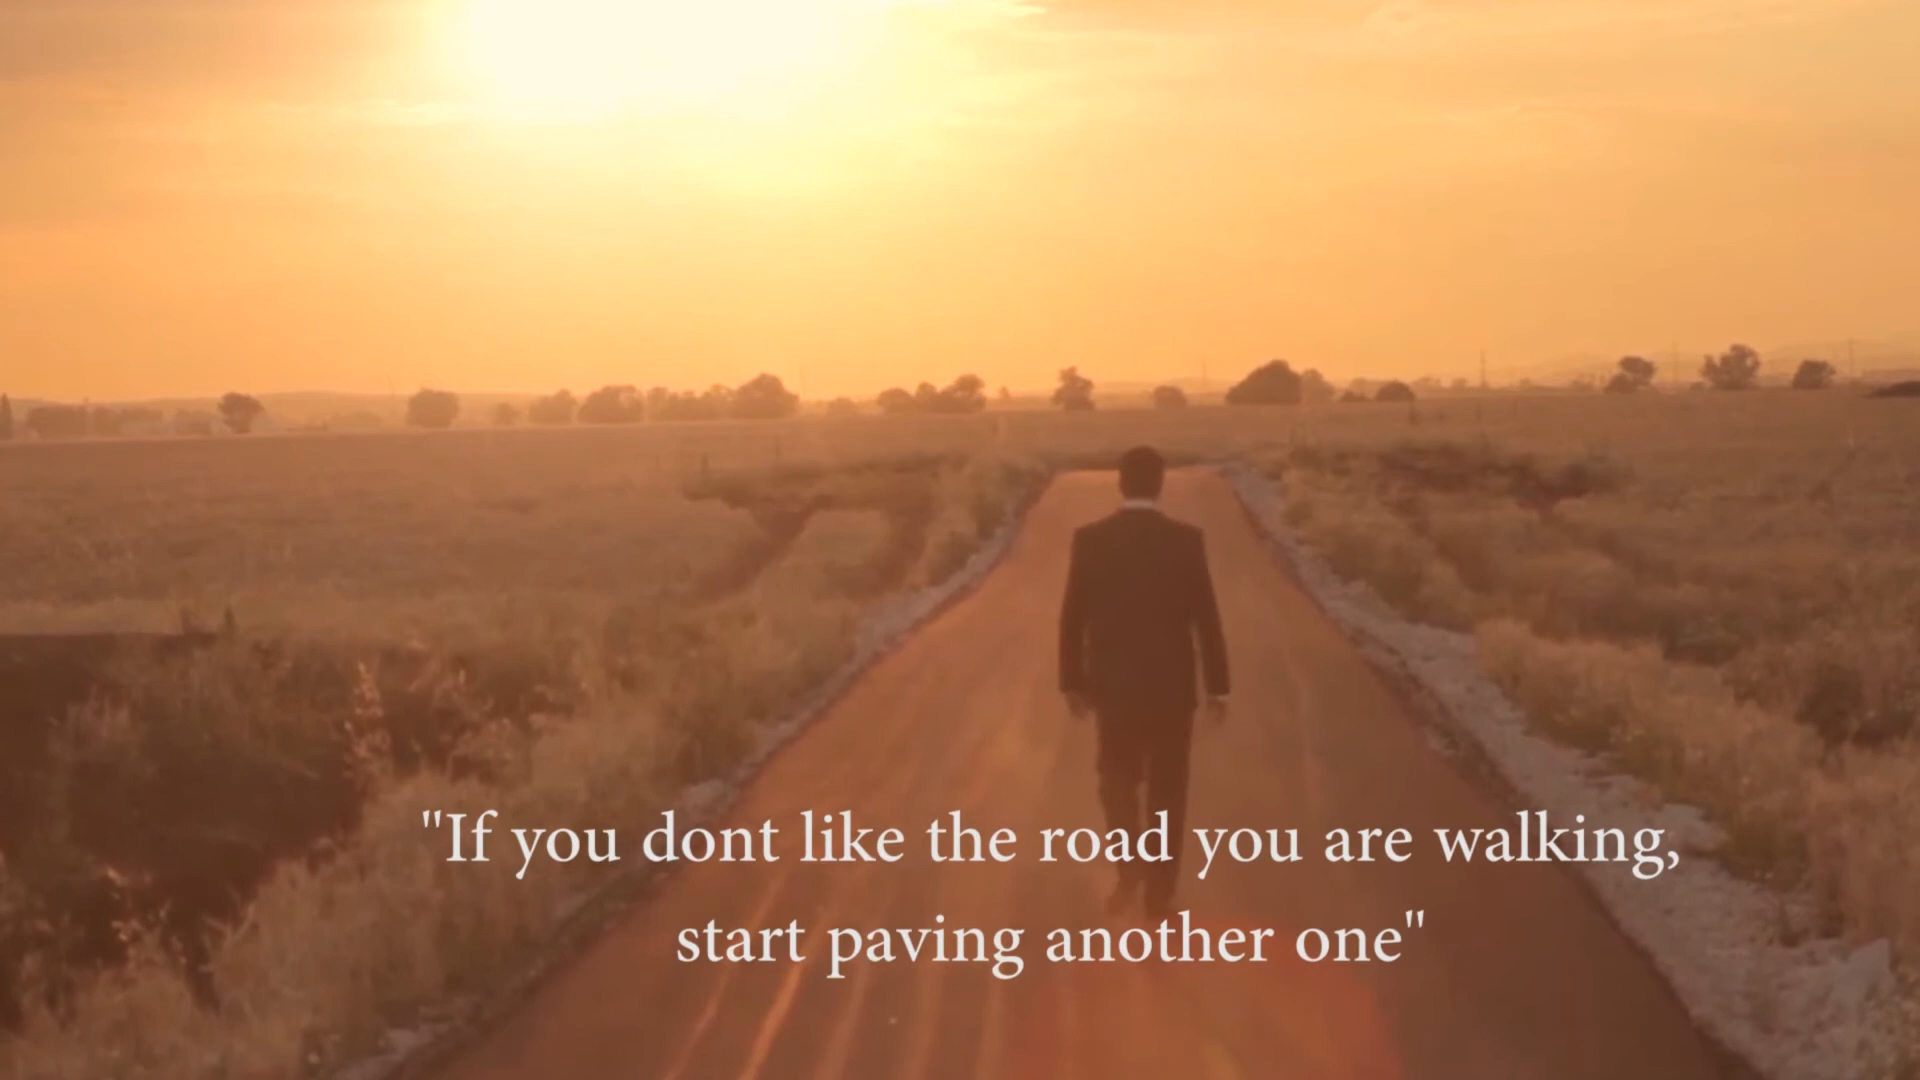 "If you dont like the road you are walking,
start paving another one"